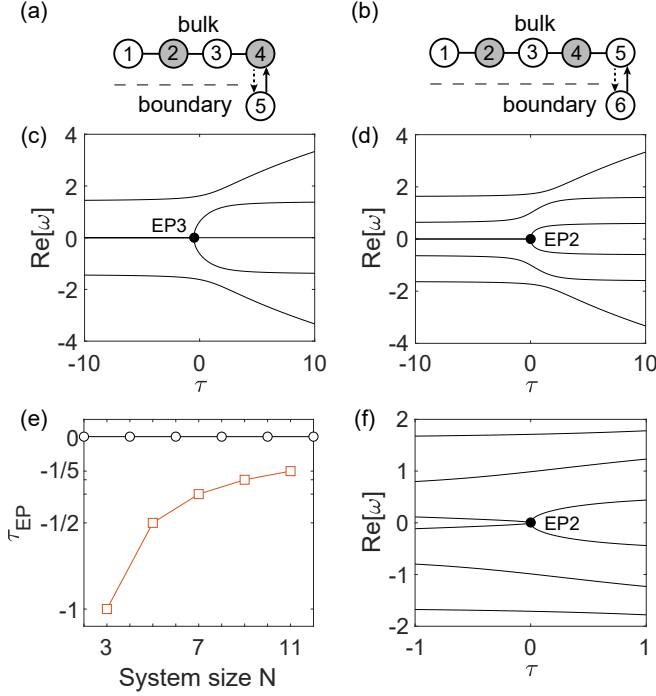 (a)
bulk
1 2 3 4
boundary
5
(b)
bulk
1 2 3 4 5
boundary
6
(c)
4
2
0
-2
-4
Re[ω]
EP3
-10 0 10
τ
(d)
4
2
0
-2
-4
Re[ω]
EP2
-10 0 10
τ
(e)
0
-1/5
-1/2
-1
τEP
3 7 11
System size N
(f)
2
1
0
-1
-2
Re[ω]
EP2
-1 0 1
τ